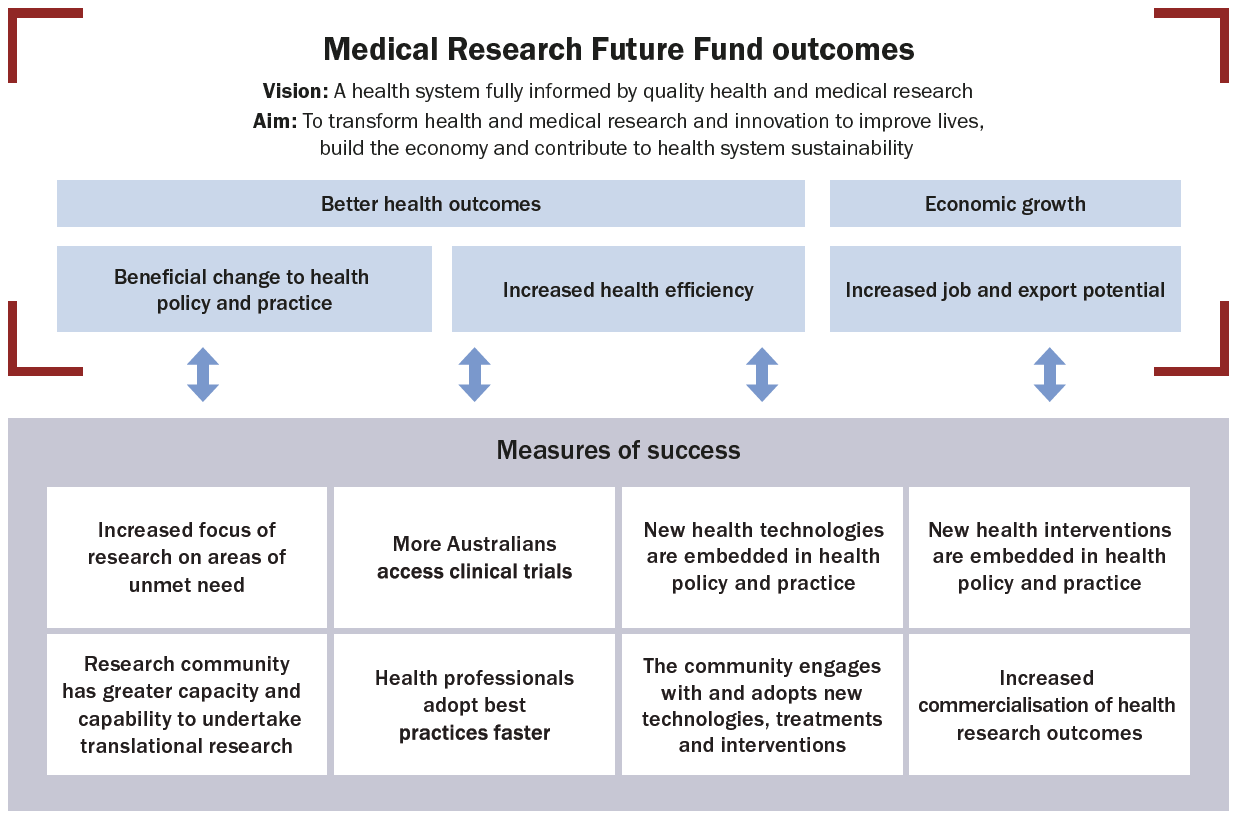 Medical Research Future Fund outcomes
Vision: A health system fully informed by quality health and medical research
Aim: To transform health and medical research and innovation to improve lives,
build the economy and contribute to health system sustainability
Better health outcomes
Economic growth
Beneficial change to health
policy and practice
Increased health efficiency
Increased job and export potential
Measures of success
Increased focus of
research on areas of
unmet need
More Australians
access clinical trials
New health technologies
are embedded in health
policy and practice
New health interventions
are embedded in health
policy and practice
Research community
has greater capacity and
capability to undertake
translational research
Health professionals
adopt best
practices faster
The community engages
with and adopts new
technologies, treatments
and interventions
Increased
commercialisation of health
research outcomes